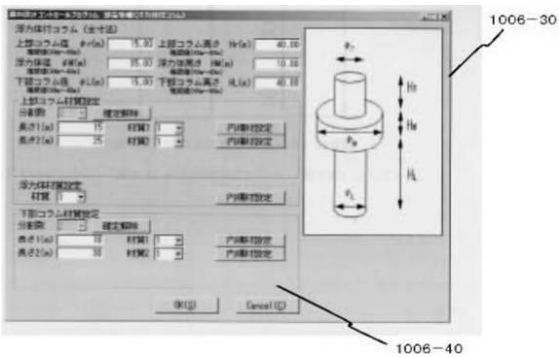 浮力体付コラム (全寸法)
上部コラム径 φr(m) 15.00 上部コラム高さ Hr(m) 40.00
浮力体径 φM(m) 35.00 浮力体高さ HM(m) 10.00
下部コラム径 φL(m) 15.00 下部コラム高さ HL(m) 40.00
上部コラム材質設定
分割数 2 確定解除
長さ1(m) 15 材質1 1 内部材設定
長さ2(m) 25 材質2 1 内部材設定
浮力体材質設定
材質 1 内部材設定
下部コラム材質設定
分割数 2 確定解除
長さ1(m) 10 材質1 1 内部材設定
長さ2(m) 30 材質2 1 内部材設定
OK(O) Cancel(C)
φr
Hr
HM
φM
HL
φL
1006-30
1006-40